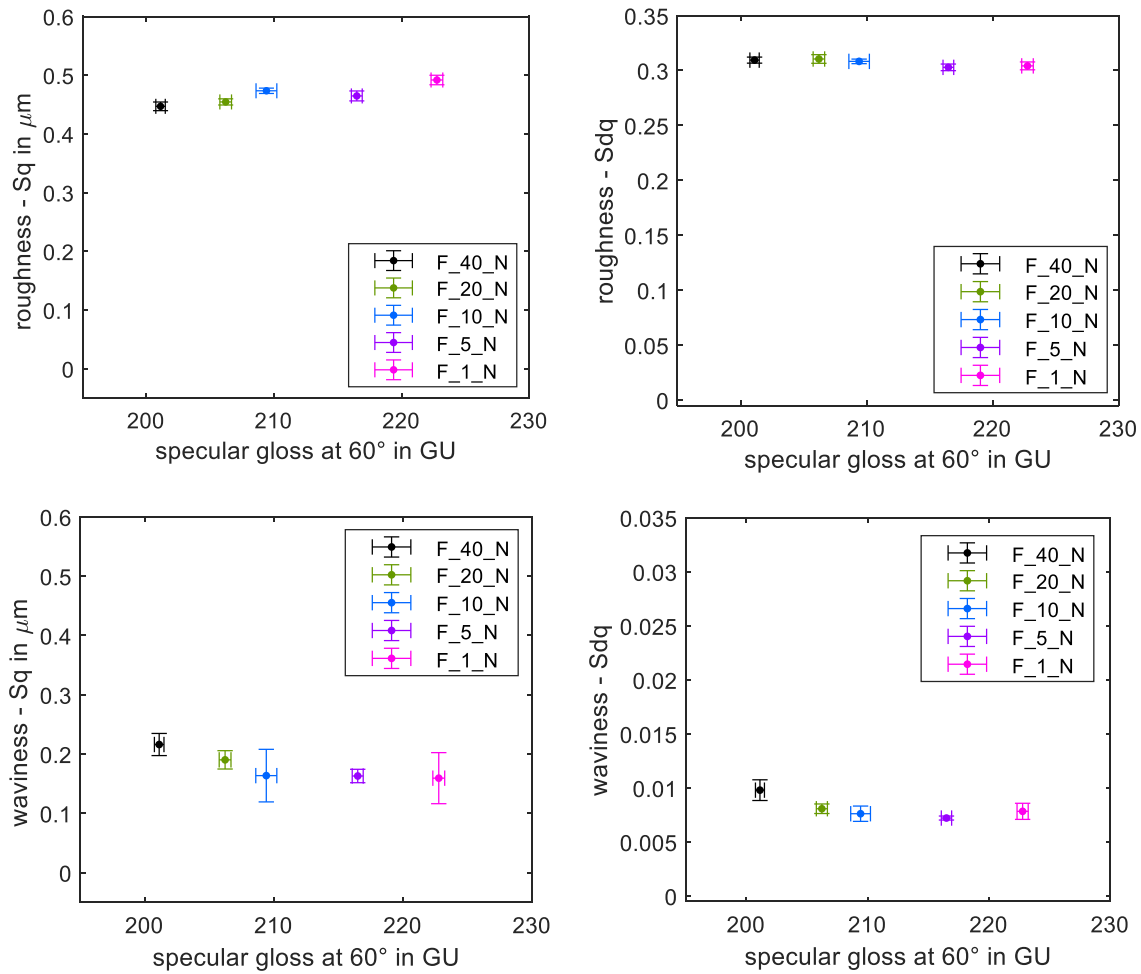 0.6
0.5
0.4
0.3
0.2
0.1
0
roughness - Sq in μm
F_40_N
F_20_N
F_10_N
F_5_N
F_1_N
200
210
220
230
specular gloss at 60° in GU
0.35
0.3
0.25
0.2
0.15
0.1
0.05
0
roughness - Sdq
F_40_N
F_20_N
F_10_N
F_5_N
F_1_N
200
210
220
230
specular gloss at 60° in GU
0.6
0.5
0.4
0.3
0.2
0.1
0
waviness - Sq in μm
F_40_N
F_20_N
F_10_N
F_5_N
F_1_N
200
210
220
230
specular gloss at 60° in GU
0.035
0.03
0.025
0.02
0.015
0.01
0.005
0
waviness - Sdq
F_40_N
F_20_N
F_10_N
F_5_N
F_1_N
200
210
220
230
specular gloss at 60° in GU